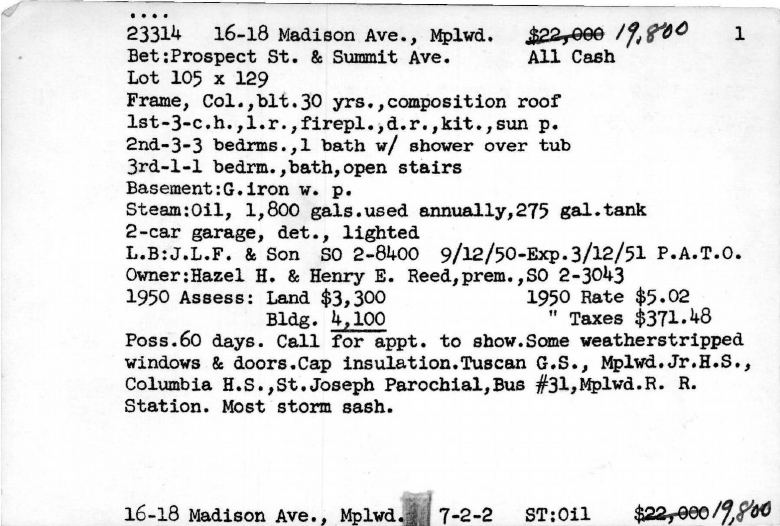 ....
23314 16-18 Madison Ave., Mplwd. $22,000 19,800 1
Bet:Prospect St. & Summit Ave. All Cash
Lot 105 x 129
Frame, Col.,blt.30 yrs.,composition roof
1st-3-c.h.,l.r.,firepl.,d.r.,kit.,sun p.
2nd-3-3 bedrms.,1 bath w/ shower over tub
3rd-1-1 bedrm.,bath,open stairs
Basement:G.iron w. p.
Steam:Oil, 1,800 gals.used annually,275 gal.tank
2-car garage, det., lighted
L.B:J.L.F. & Son SO 2-8400 9/12/50-Exp.3/12/51 P.A.T.O.
Owner:Hazel H. & Henry E. Reed,prem.,SO 2-3043
1950 Assess: Land $3,300 1950 Rate $5.02
Bldg. 4,100 " Taxes $371.48
Poss.60 days. Call for appt. to show.Some weatherstripped
windows & doors.Cap insulation.Tuscan G.S., Mplwd.Jr.H.S.,
Columbia H.S.,St.Joseph Parochial,Bus #31,Mplwd.R. R.
Station. Most storm sash.
16-18 Madison Ave., Mplwd. 7-2-2 ST:Oil $22,000 19,800